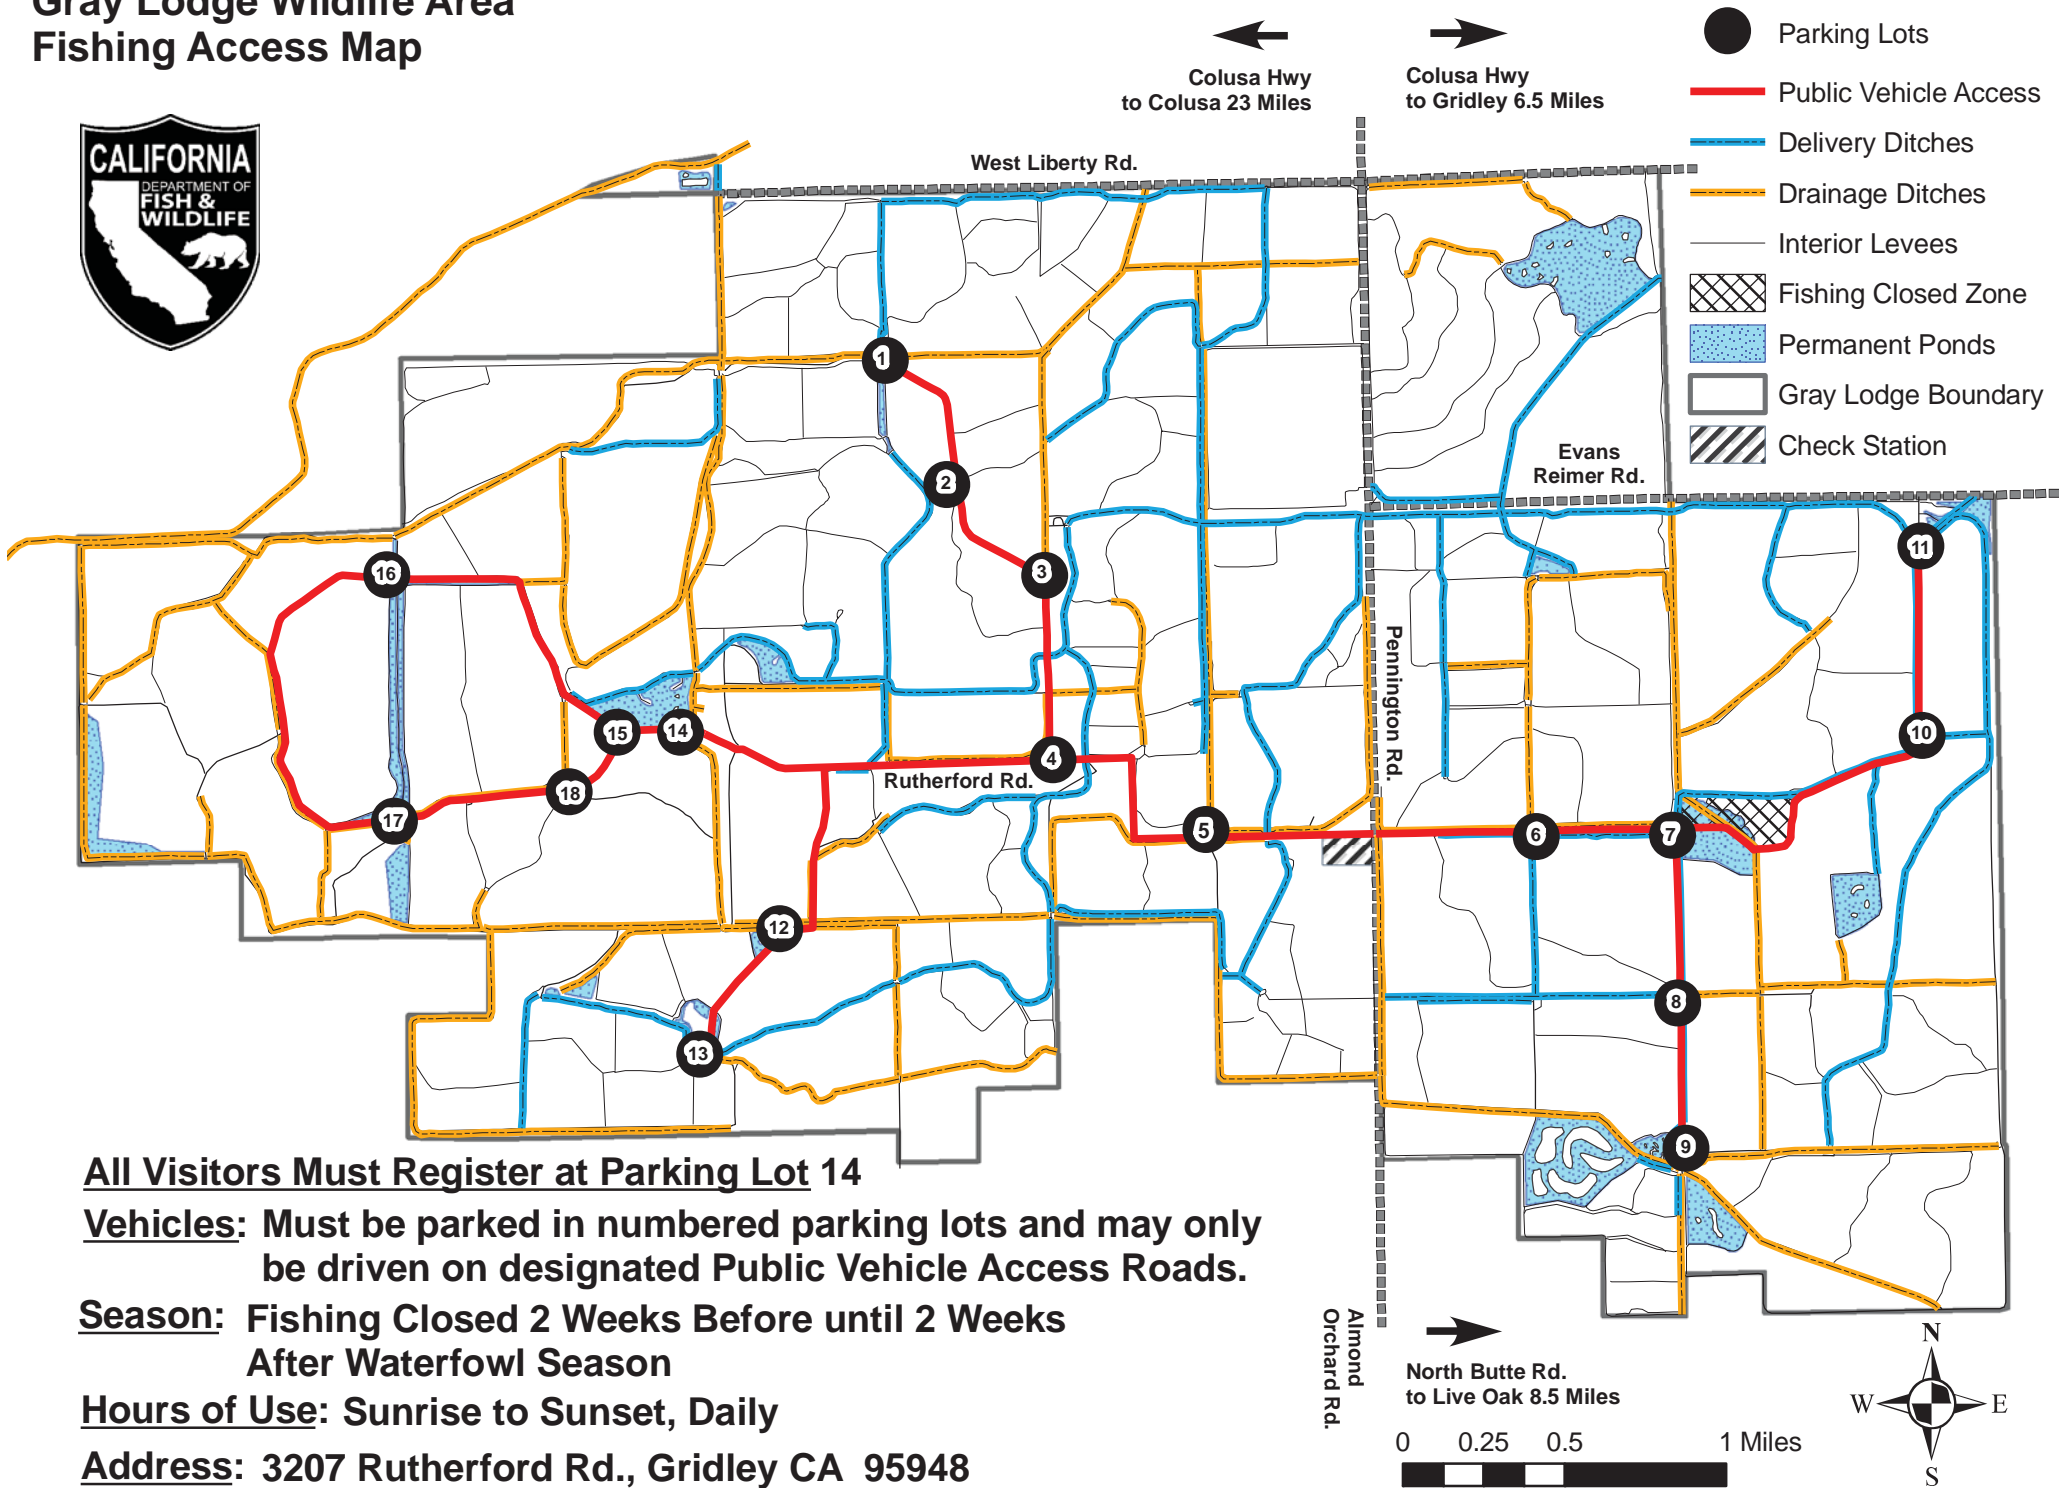 Gray Lodge Wildlife Area
Fishing Access Map
CALIFORNIA
DEPARTMENT OF
FISH &
WILDLIFE
Colusa Hwy
to Colusa 23 Miles
Colusa Hwy
to Gridley 6.5 Miles
Parking Lots
Public Vehicle Access
Delivery Ditches
Drainage Ditches
Interior Levees
Fishing Closed Zone
Permanent Ponds
Gray Lodge Boundary
Check Station
West Liberty Rd.
Evans
Reimer Rd.
Pennington Rd.
Rutherford Rd.
1
2
3
4
5
6
7
8
9
10
11
12
13
14
15
16
17
18
All Visitors Must Register at Parking Lot 14
Vehicles: Must be parked in numbered parking lots and may only
be driven on designated Public Vehicle Access Roads.
Season: Fishing Closed 2 Weeks Before until 2 Weeks
After Waterfowl Season
Hours of Use: Sunrise to Sunset, Daily
Address: 3207 Rutherford Rd., Gridley CA 95948
Almond
Orchard Rd.
North Butte Rd.
to Live Oak 8.5 Miles
0 0.25 0.5 1 Miles
N
W E
S